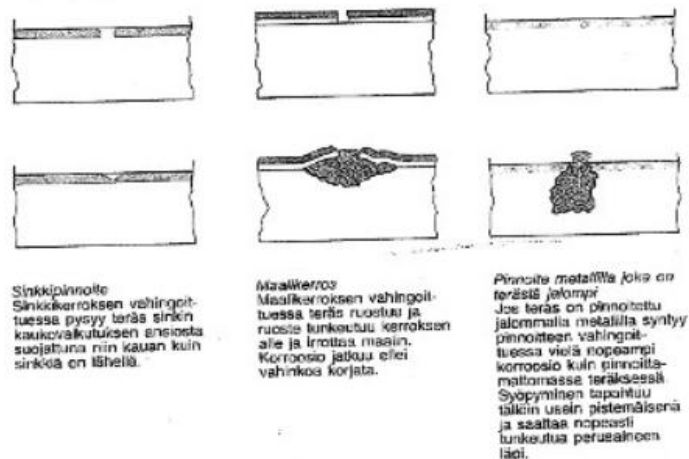 Sinkkipinnoite
Sinkkikerroksen vahingoit-
tuessa pysyy teräs sinkin
kaukovaikutuksen ansiosta
suojattuna niin kauan kuin
sinkkiä on lähellä.
Maalikerros
Maalikerroksen vahingoit-
tuessa teräs ruostuu ja
ruoste tunkeutuu kerroksen
alle ja irrottaa maalin.
Korroosio jatkuu ellei
vahinkoa korjata.
Pinnoite metallilla joka on
terästä jalompi
Jos teräs on pinnoitettu
jalommalla metallilla syntyy
pinnoitteen vahingoit-
tuessa vielä nopeampi
korroosio kuin pinnoitta-
mattomassa teräksessä.
Syöpyminen tapahtuu
tällöin usein pistemäisenä
ja saattaa nopeasti
tunkeutua perusaineen
läpi.